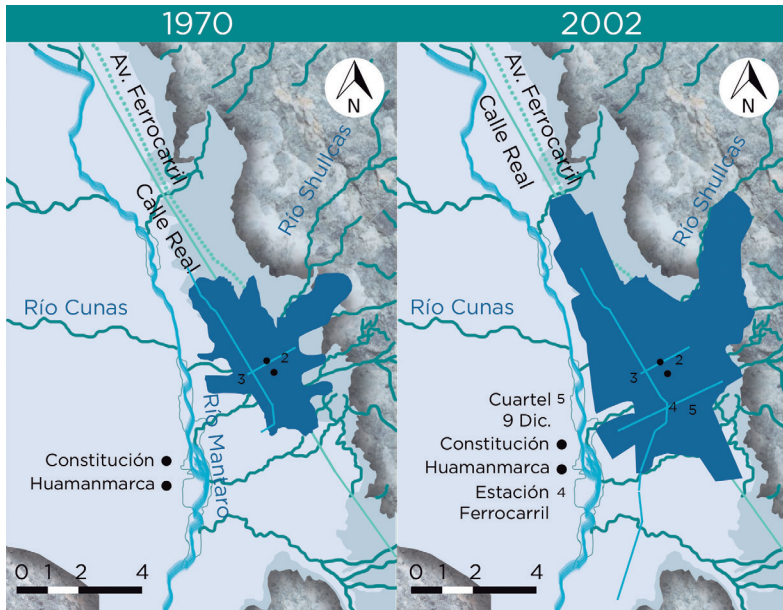 1970
Av. Ferrocarril
Calle Real
Río Shullcas
N
Río Cunas
2
3
Río Mantaro
Constitución
Huamanmarca
0 1 2 4
2002
Av. Ferrocarril
Calle Real
Río Shullcas
N
Río Cunas
2
3
4
5
Cuartel 5
9 Dic.
Constitución
Huamanmarca
Estación 4
Ferrocarril
0 1 2 4